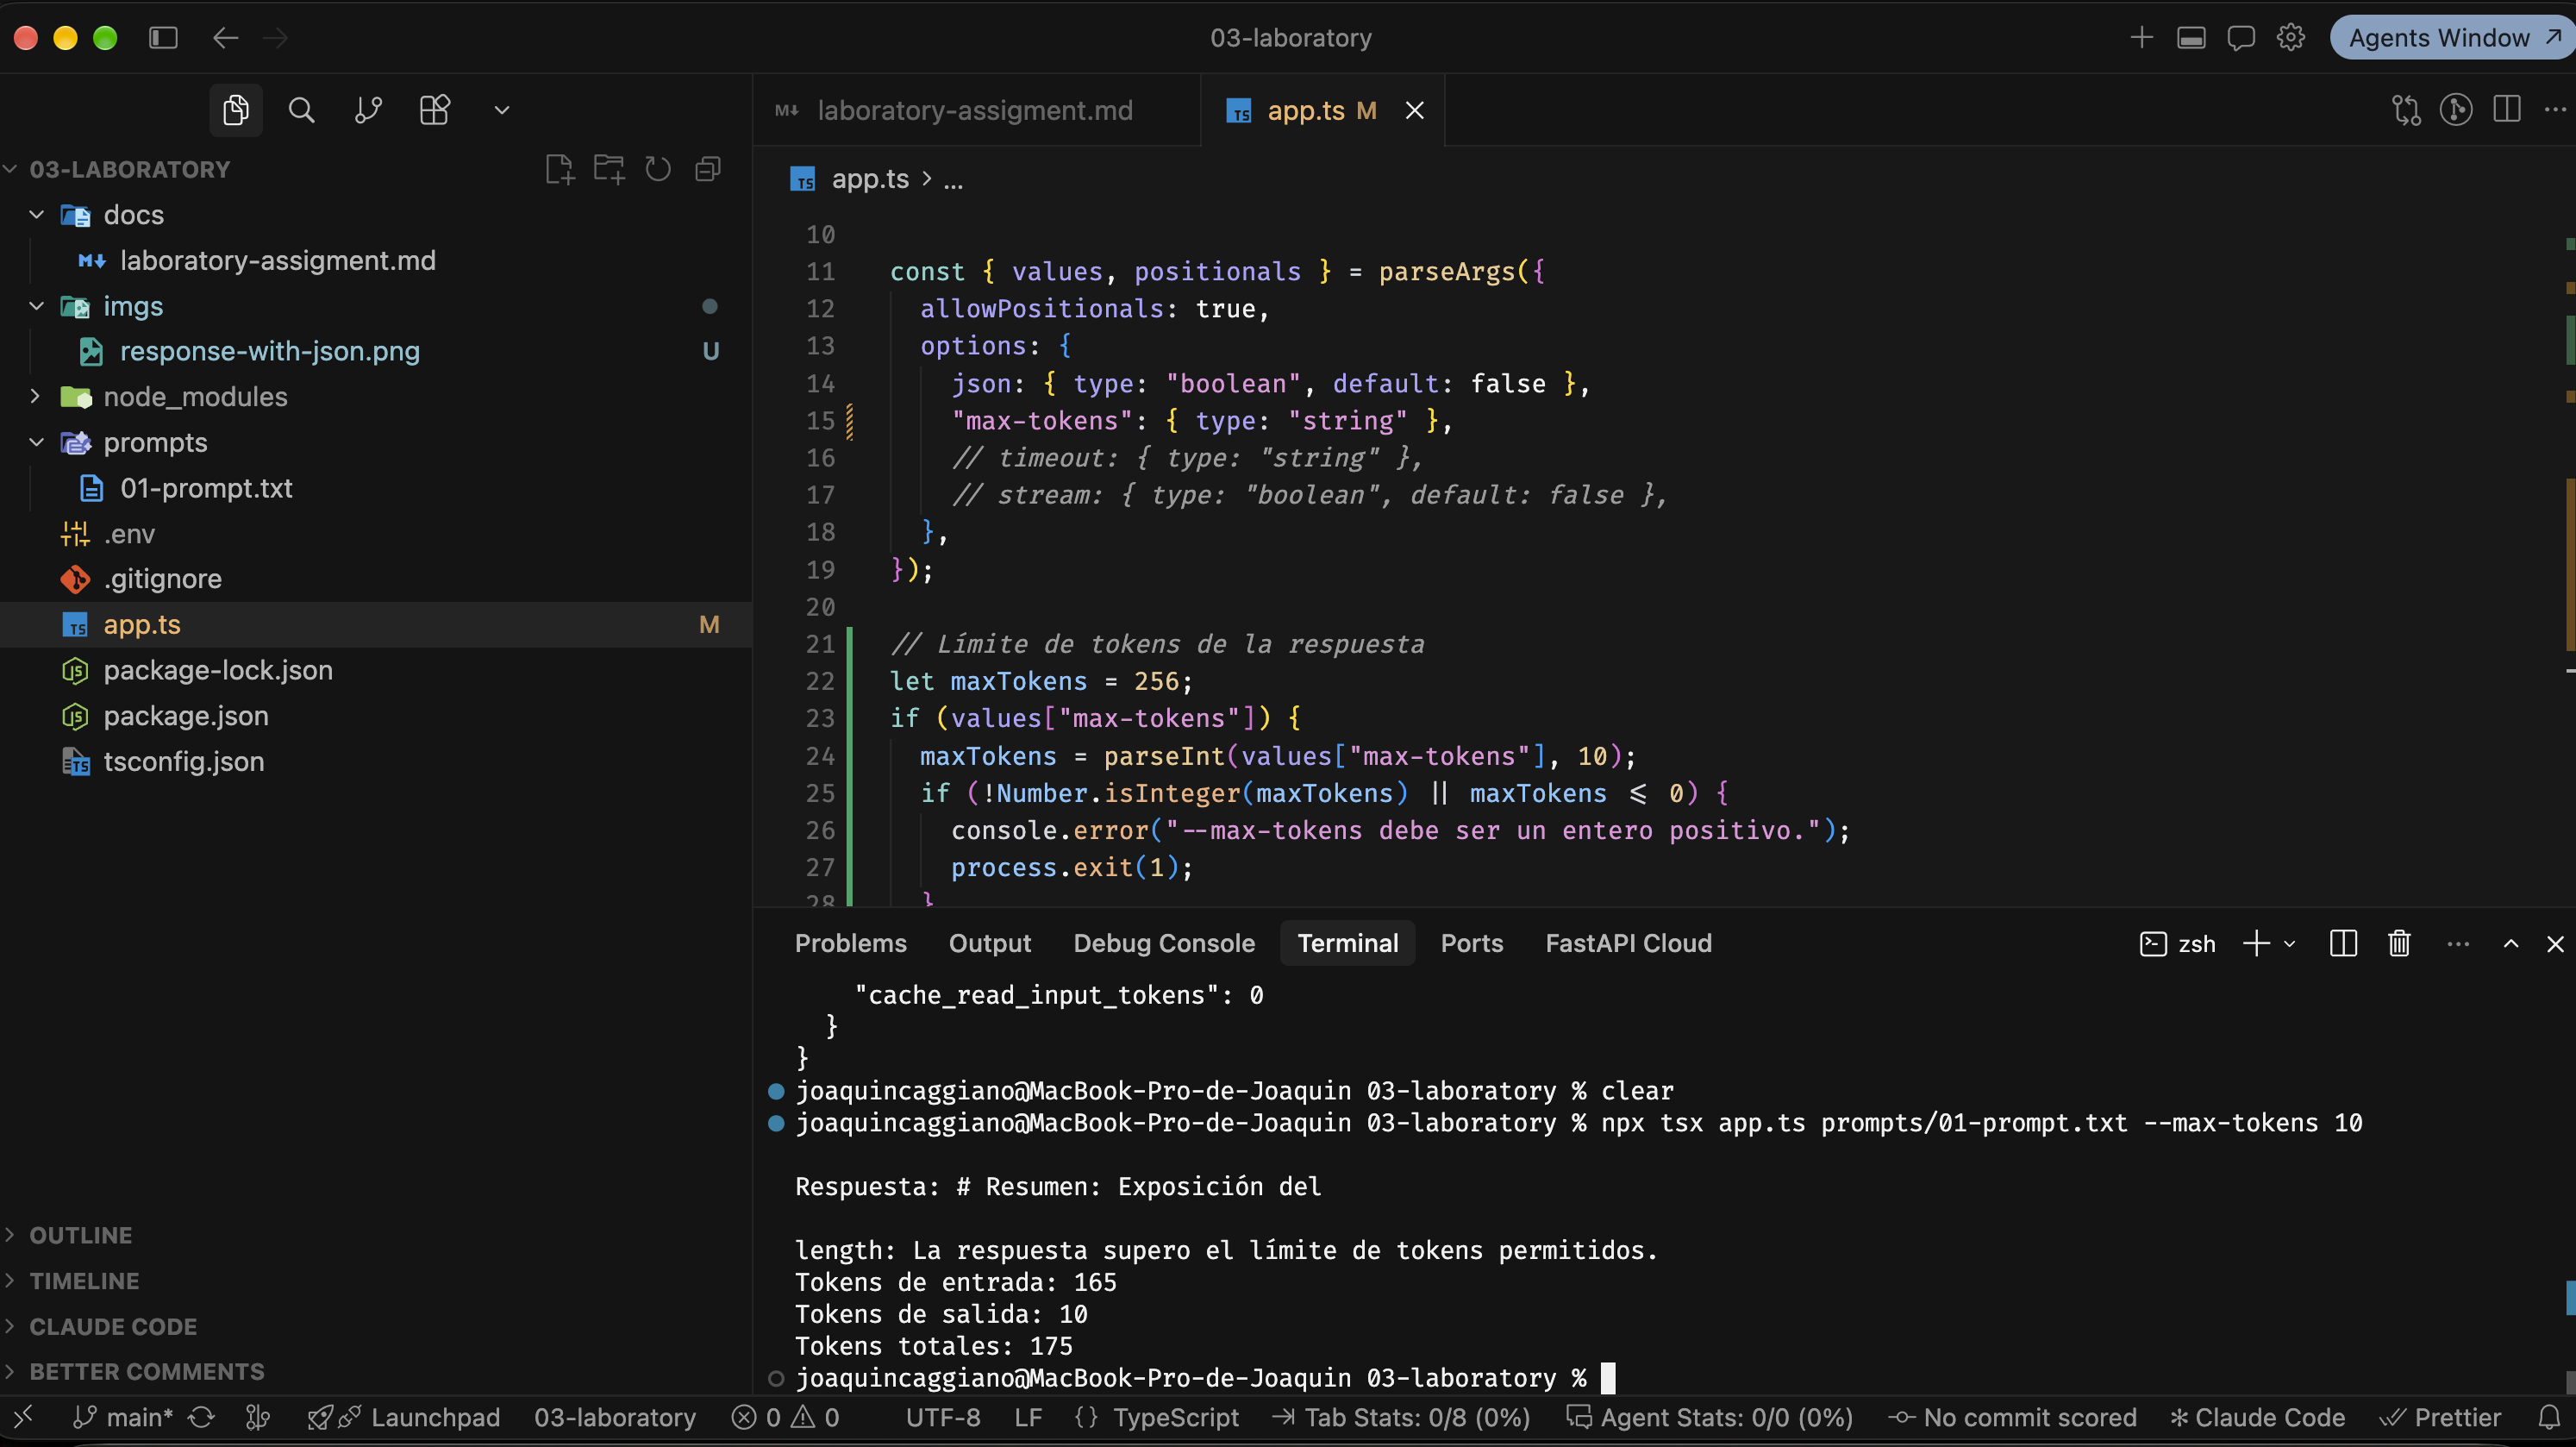 03-laboratory
Agents Window
laboratory-assigment.md
app.ts M
03-LABORATORY
docs
laboratory-assigment.md
imgs
response-with-json.png U
node_modules
prompts
01-prompt.txt
.env
.gitignore
app.ts M
package-lock.json
package.json
tsconfig.json
OUTLINE
TIMELINE
CLAUDE CODE
BETTER COMMENTS
app.ts > ...
10
11 const { values, positionals } = parseArgs({
12 allowPositionals: true,
13 options: {
14 json: { type: "boolean", default: false },
15 "max-tokens": { type: "string" },
16 // timeout: { type: "string" },
17 // stream: { type: "boolean", default: false },
18 },
19 });
20
21 // Límite de tokens de la respuesta
22 let maxTokens = 256;
23 if (values["max-tokens"]) {
24 maxTokens = parseInt(values["max-tokens"], 10);
25 if (!Number.isInteger(maxTokens) || maxTokens <= 0) {
26 console.error("--max-tokens debe ser un entero positivo.");
27 process.exit(1);
28 }
Problems Output Debug Console Terminal Ports FastAPI Cloud zsh
"cache_read_input_tokens": 0
}
}
joaquincaggiano@MacBook-Pro-de-Joaquin 03-laboratory % clear
joaquincaggiano@MacBook-Pro-de-Joaquin 03-laboratory % npx tsx app.ts prompts/01-prompt.txt --max-tokens 10
Respuesta: # Resumen: Exposición del
length: La respuesta supero el límite de tokens permitidos.
Tokens de entrada: 165
Tokens de salida: 10
Tokens totales: 175
joaquincaggiano@MacBook-Pro-de-Joaquin 03-laboratory %
main* Launchpad 03-laboratory 0 0 UTF-8 LF {} TypeScript Tab Stats: 0/8 (0%) Agent Stats: 0/0 (0%) No commit scored Claude Code Prettier